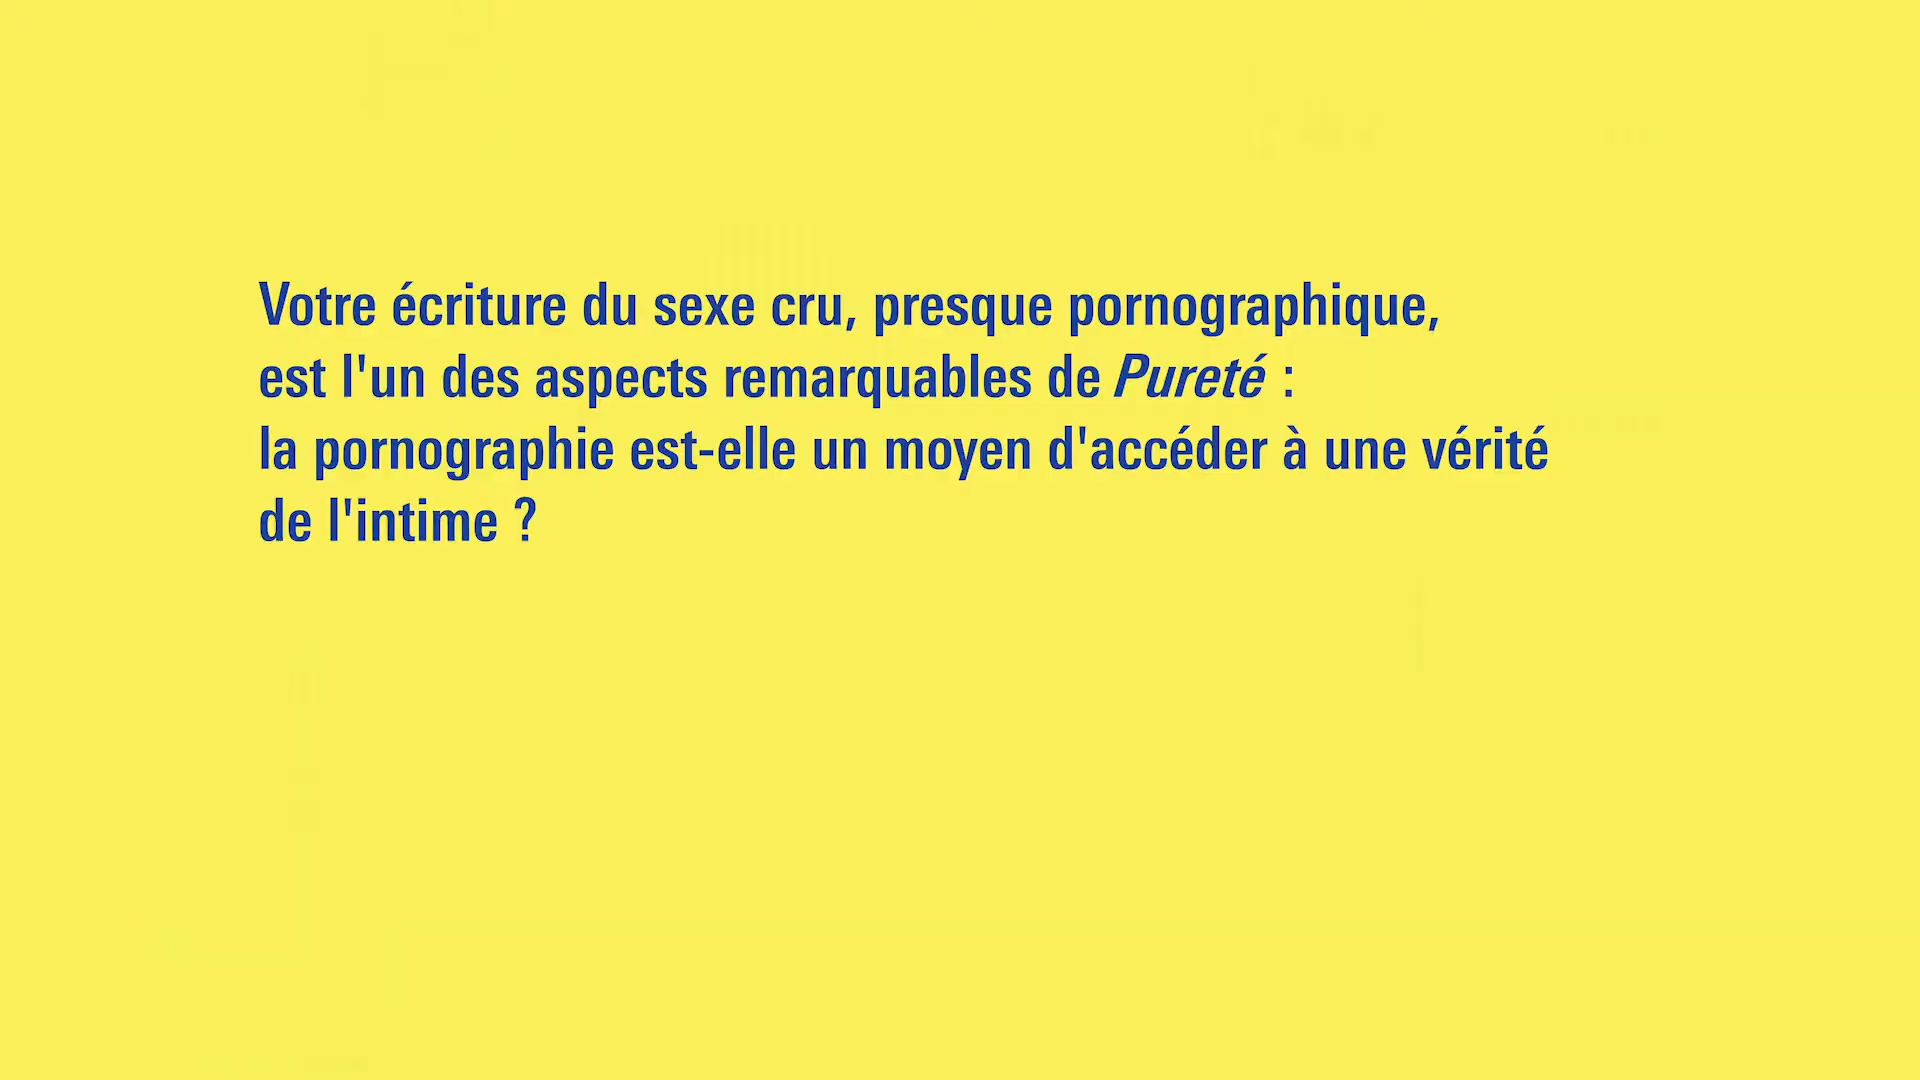 Votre écriture du sexe cru, presque pornographique,
est l'un des aspects remarquables de Pureté :
la pornographie est-elle un moyen d'accéder à une vérité
de l'intime ?